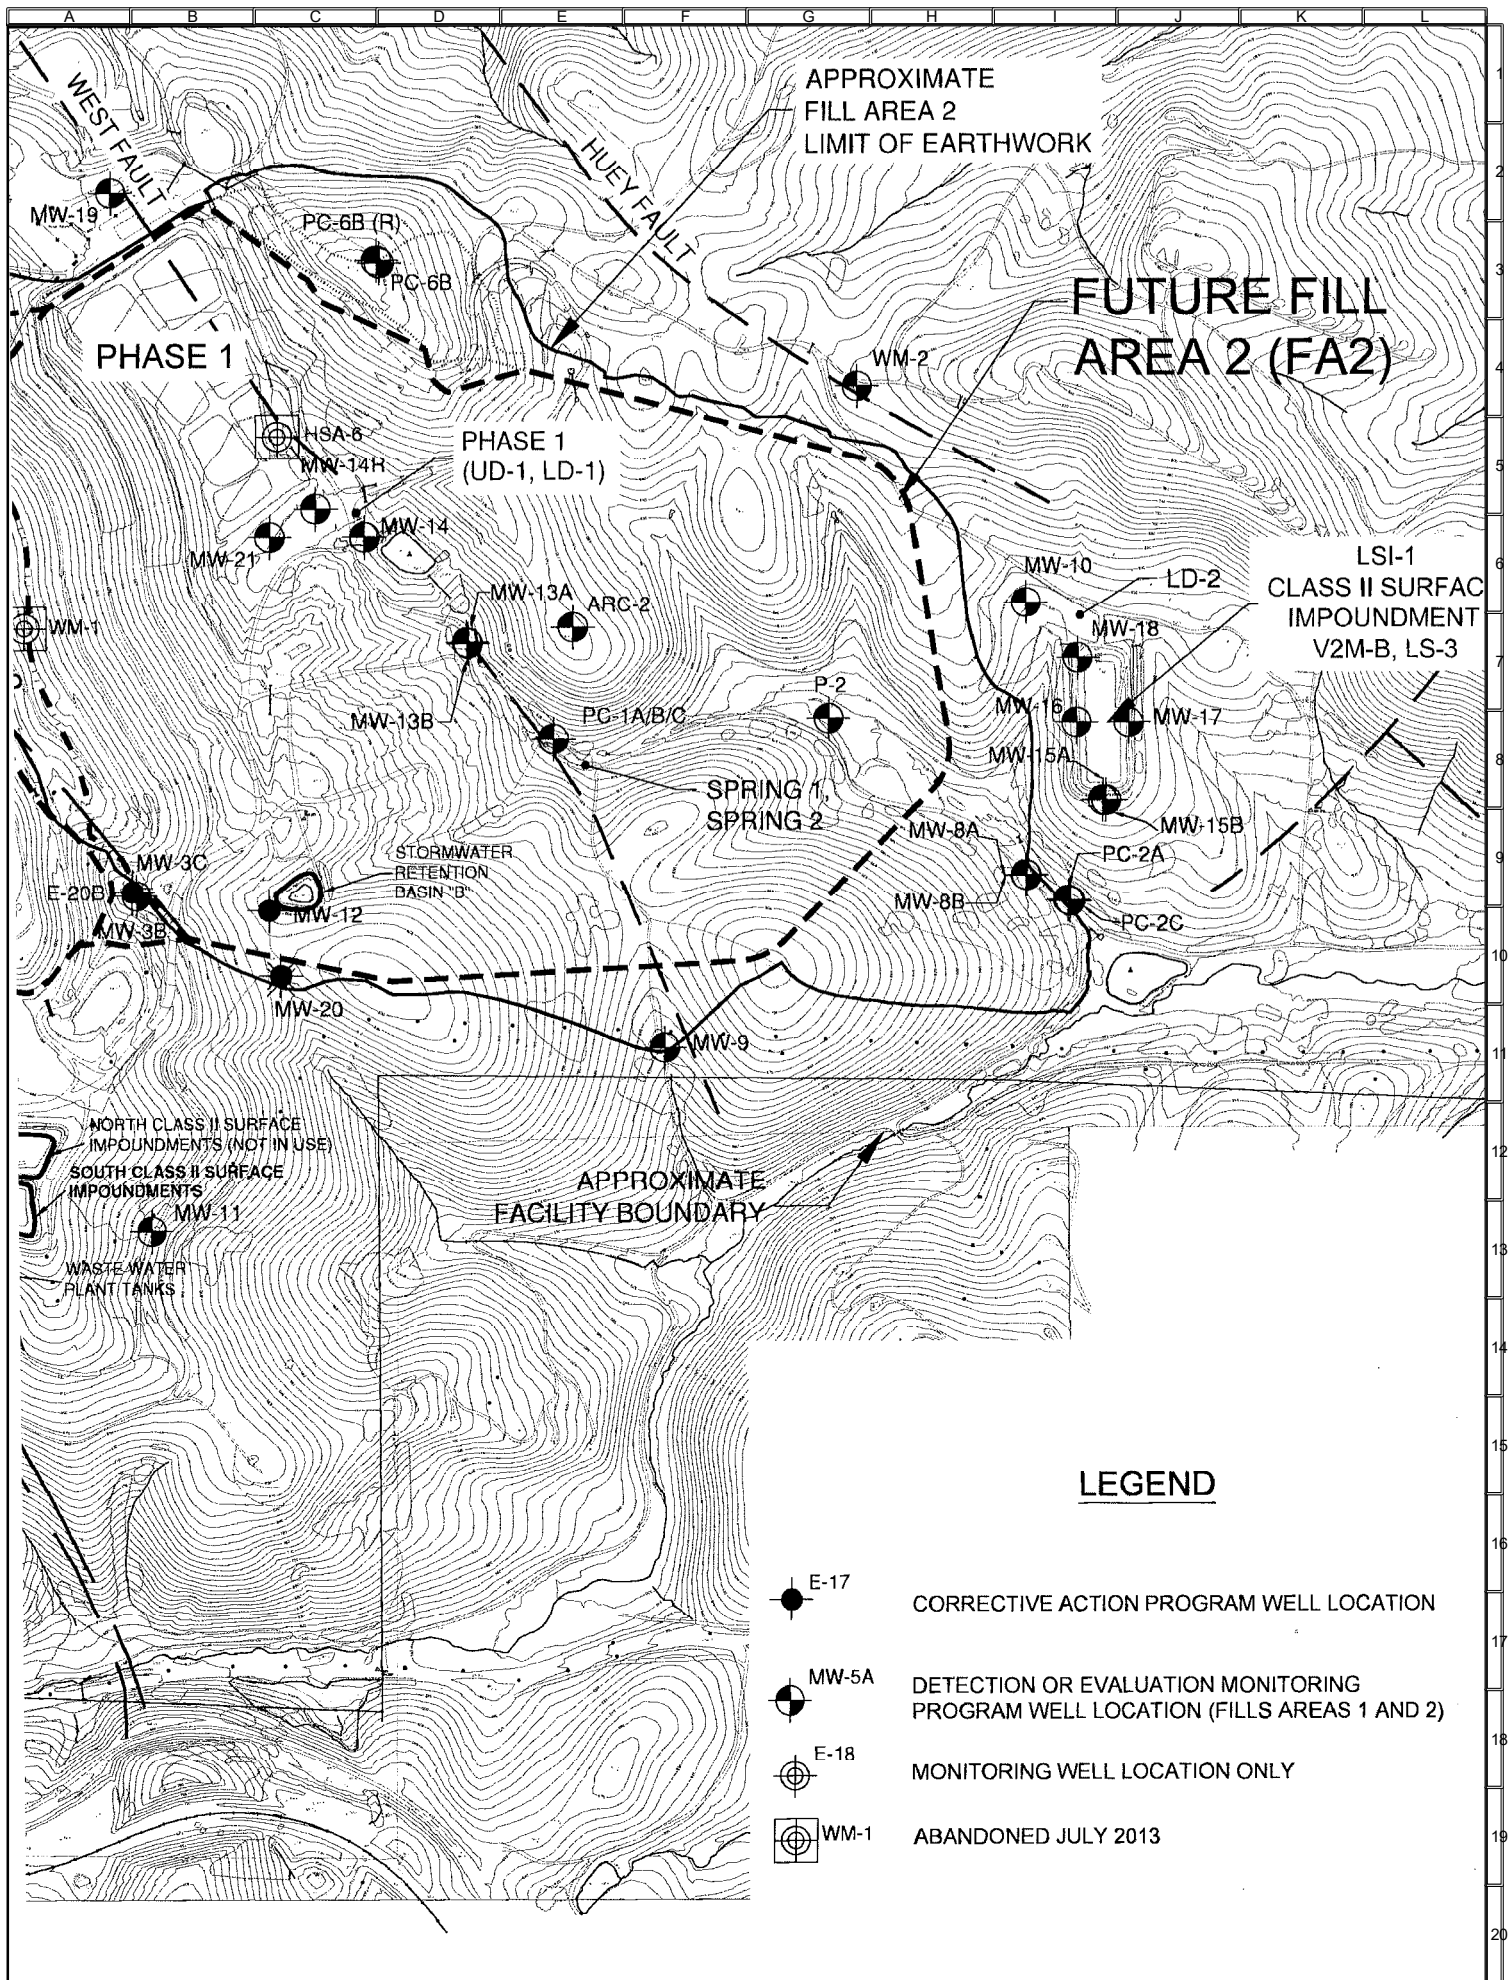 A B C D E F G H I J K L
1
2
3
4
5
6
7
8
9
10
11
12
13
14
15
16
17
18
19
20
WEST FAULT
HUEY FAULT
APPROXIMATE
FILL AREA 2
LIMIT OF EARTHWORK
MW-19
PC-6B (R)
PC-6B
FUTURE FILL
AREA 2 (FA2)
PHASE 1
WM-2
HSA-6
MW-14R
PHASE 1
(UD-1, LD-1)
MW-14
MW-21
MW-10
LD-2
LSI-1
CLASS II SURFAC
IMPOUNDMENT
V2M-B, LS-3
MW-13A
ARC-2
WM-1
MW-18
P-2
MW-13B
PC-1A/B/C
MW-16
MW-17
MW-15A
SPRING 1,
SPRING 2
MW-15B
MW-8A
MW-3C
STORMWATER
RETENTION
BASIN "B"
PC-2A
E-20B
MW-12
MW-8B
MW-3B
PC-2C
MW-20
MW-9
NORTH CLASS II SURFACE
IMPOUNDMENTS (NOT IN USE)
SOUTH CLASS II SURFACE
IMPOUNDMENTS
MW-11
APPROXIMATE
FACILITY BOUNDARY
WASTE WATER
PLANT TANKS
LEGEND
E-17
CORRECTIVE ACTION PROGRAM WELL LOCATION
MW-5A
DETECTION OR EVALUATION MONITORING
PROGRAM WELL LOCATION (FILLS AREAS 1 AND 2)
E-18
MONITORING WELL LOCATION ONLY
WM-1
ABANDONED JULY 2013